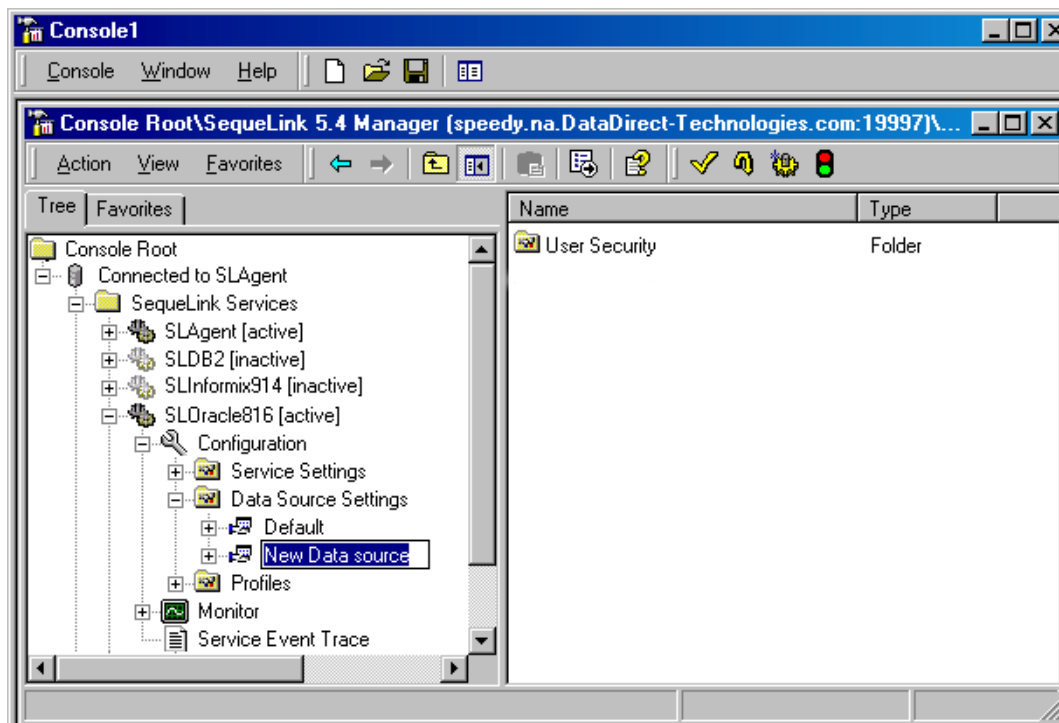 Console1
Console Window Help
Console Root\SequeLink 5.4 Manager (speedy.na.DataDirect-Technologies.com:19997)\...
Action View Favorites
Tree Favorites
Name Type
Console Root
User Security Folder
Connected to SLAgent
SequeLink Services
SLAgent [active]
SLDB2 [inactive]
SLInformix914 [inactive]
SLOracle816 [active]
Configuration
Service Settings
Data Source Settings
Default
New Data source
Profiles
Monitor
Service Event Trace